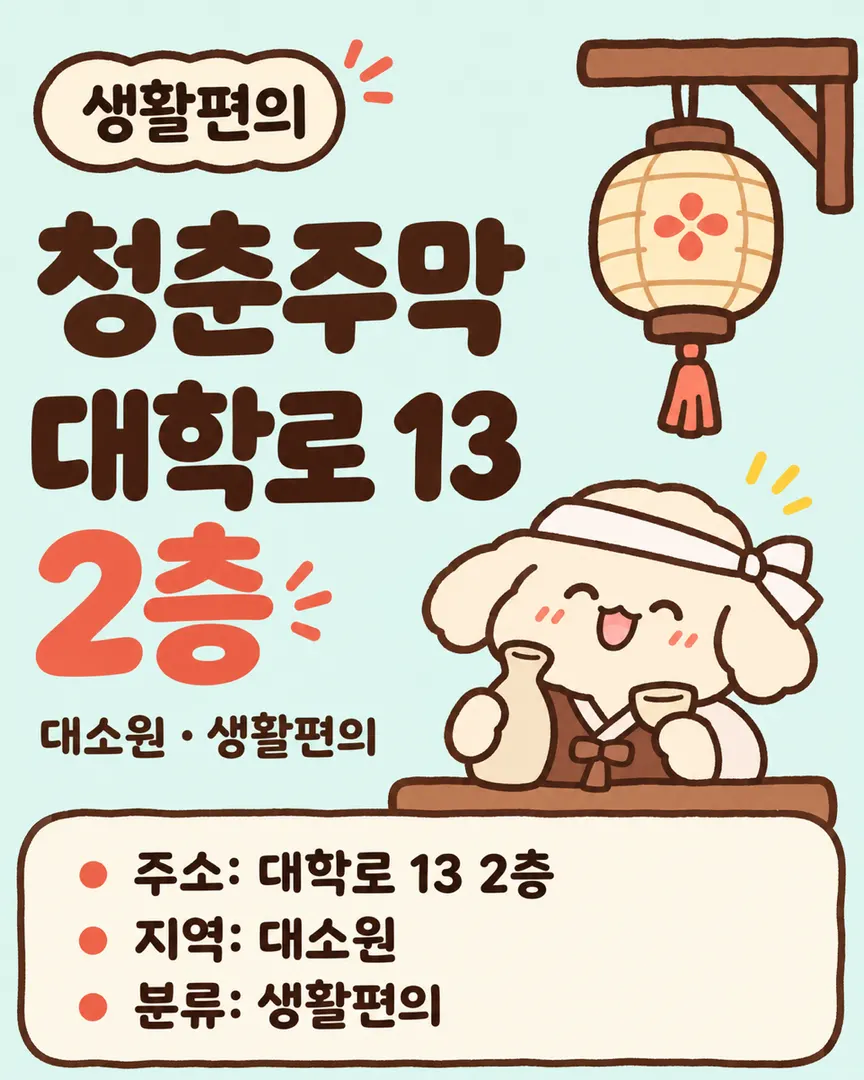 생활편의
청춘주막
대학로 13
2층
대소원 · 생활편의
주소: 대학로 13 2층
지역: 대소원
분류: 생활편의